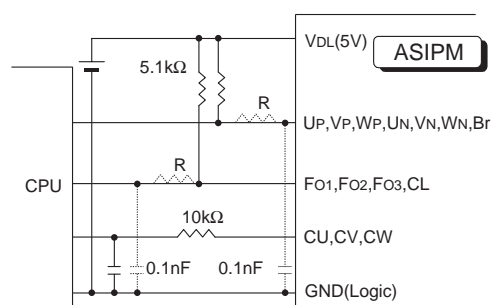 VDL(5V)
ASIPM
5.1kΩ
R
UP,VP,WP,UN,VN,WN,Br
R
CPU
FO1,FO2,FO3,CL
10kΩ
CU,CV,CW
0.1nF
0.1nF
GND(Logic)